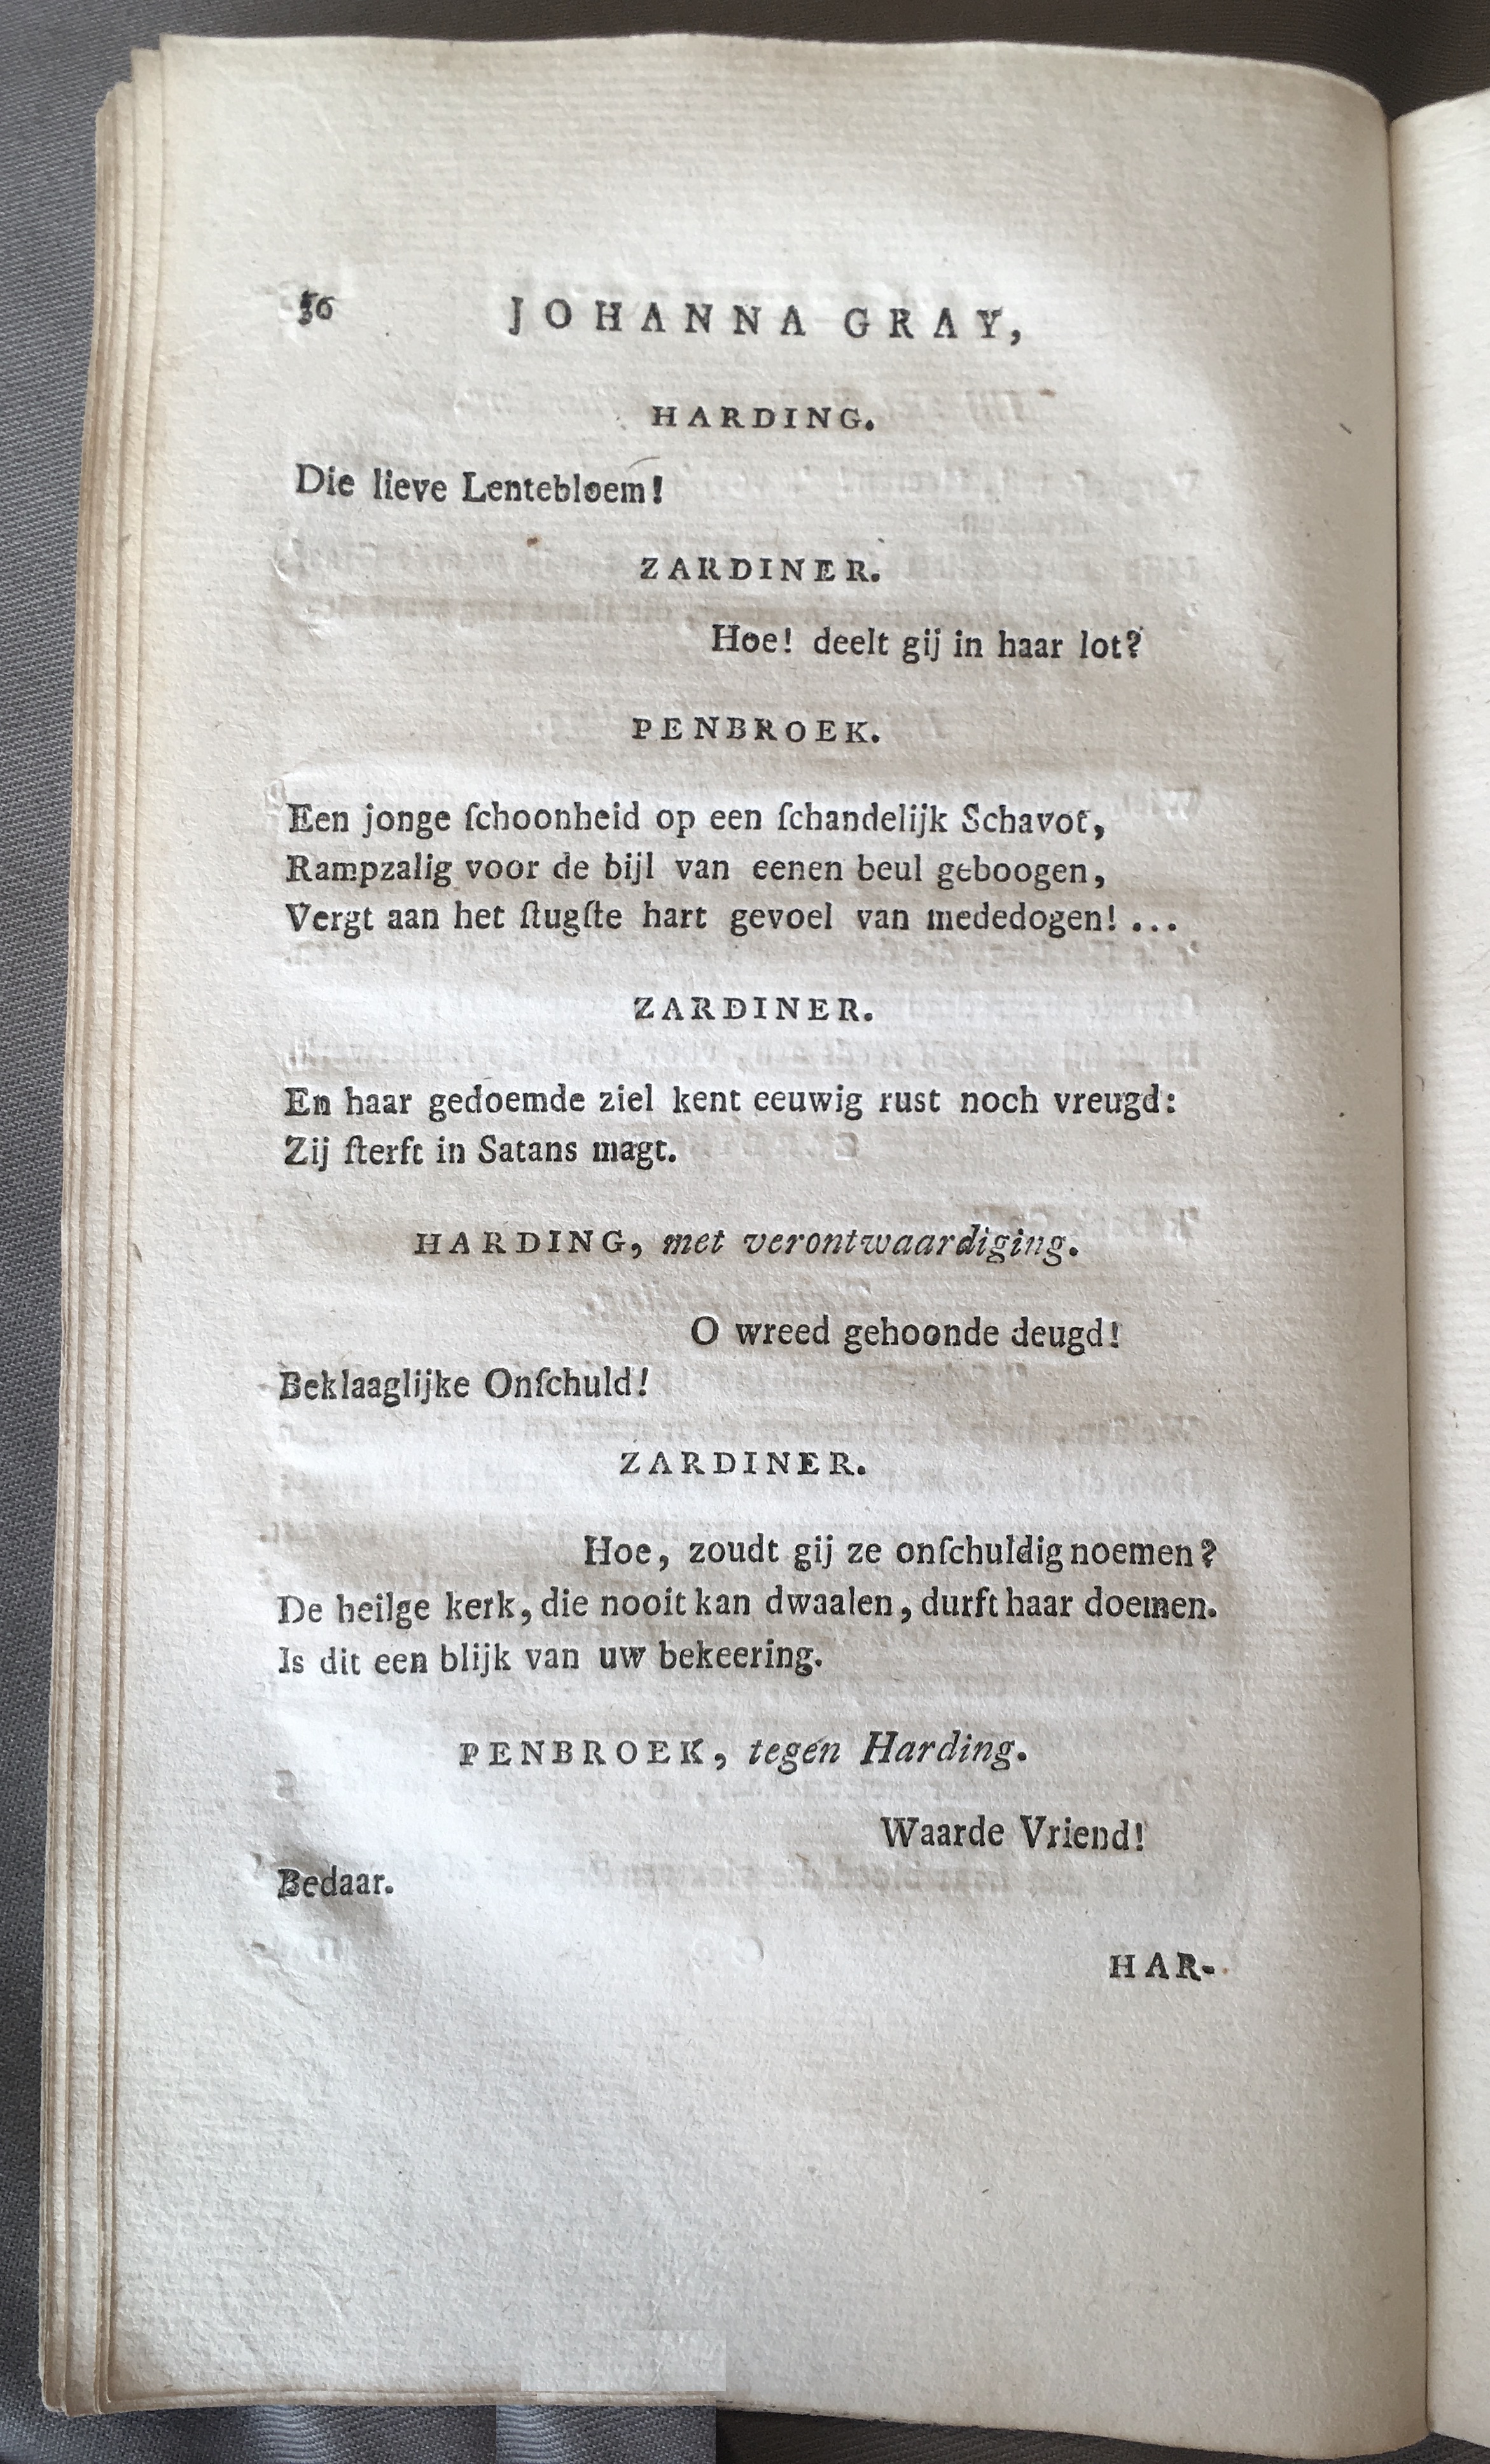 36 JOHANNA GRAY,
HARDING.
Die lieve Lentebloem!
ZARDINER.
Hoe! deelt gij in haar lot?
PENBROEK.
Een jonge ſchoonheid op een ſchandelijk Schavot,
Rampzalig voor de bijl van eenen beul geboogen,
Vergt aan het ſtugſte hart gevoel van mededogen! ...
ZARDINER.
En haar gedoemde ziel kent eeuwig rust noch vreugd:
Zij ſterft in Satans magt.
HARDING, met verontwaardiging.
O wreed gehoonde deugd!
Beklaaglijke Onſchuld!
ZARDINER.
Hoe, zoudt gij ze onſchuldig noemen?
De heilge kerk, die nooit kan dwaalen, durft haar doemen.
Is dit een blijk van uw bekeering.
PENBROEK, tegen Harding.
Waarde Vriend!
Bedaar.
HAR-